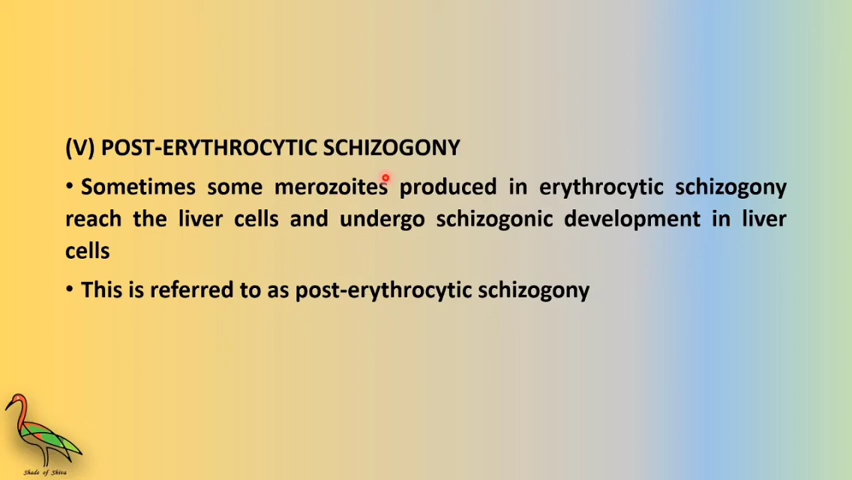 (V) POST-ERYTHROCYTIC SCHIZOGONY
• Sometimes some merozoites produced in erythrocytic schizogony
reach the liver cells and undergo schizogonic development in liver
cells
• This is referred to as post-erythrocytic schizogony
Shade of Shiva